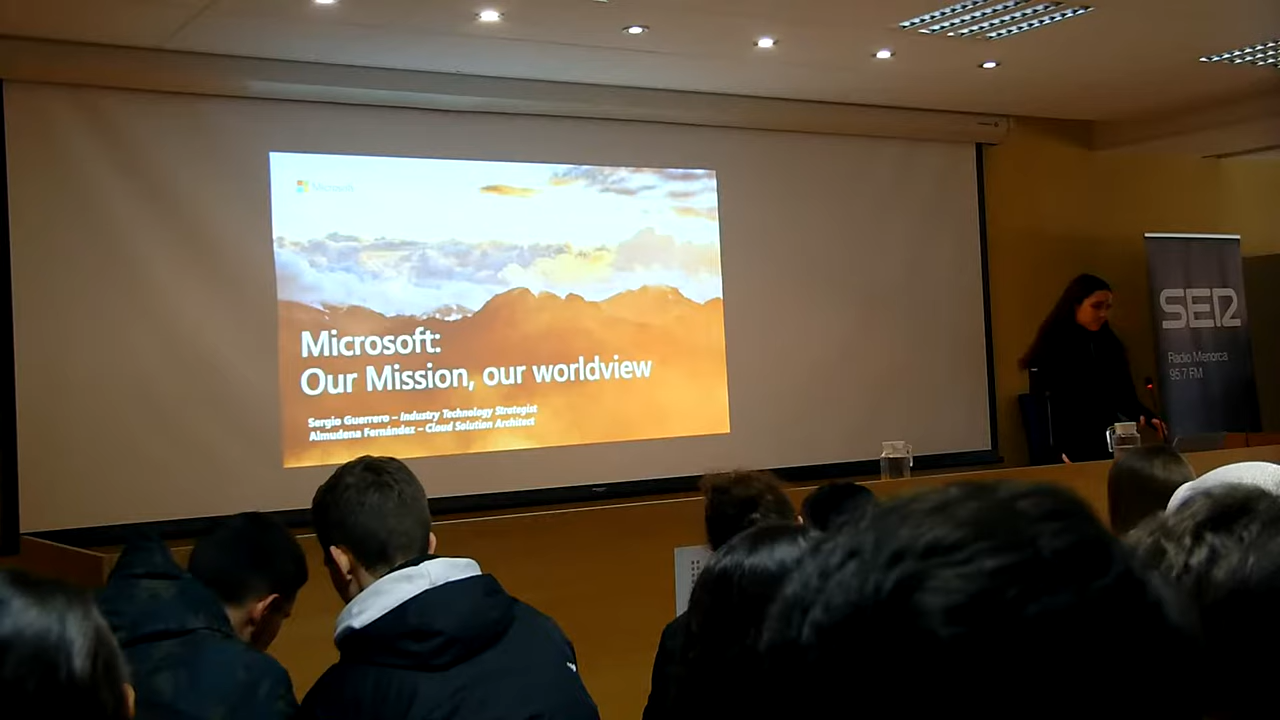 Microsoft
Microsoft:
Our Mission, our worldview
Sergio Guerrero – Industry Technology Strategist
Almudena Fernández – Cloud Solution Architect
SER
Radio Menorca
95.7 FM